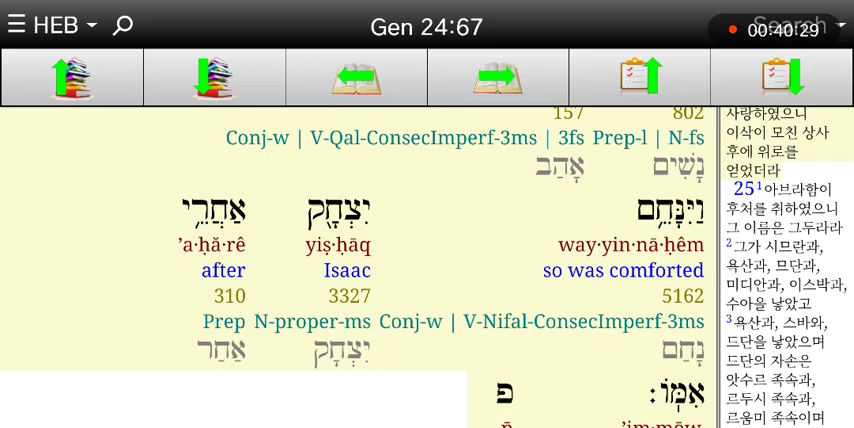 HEB
Gen 24:67
Search
00:40:29
157 802
Conj-w | V-Qal-ConsecImperf-3ms | 3fs Prep-l | N-fs
נָשִׁים אָהַב
וַיִּנָּחֵ֥ם יִצְחָ֖ק אַחֲרֵ֥י
way·yin·nā·ḥêm yiṣ·ḥāq ’a·ḥă·rê
so was comforted Isaac after
5162 3327 310
Conj-w | V-Nifal-ConsecImperf-3ms N-proper-ms Prep
נָחַם יִצְחָק אַחַר
אִמּֽוֹ׃ פ
’im·mōw p̄
사랑하였으니
이삭이 모친 상사
후에 위로를
얻었더라
25 1 아브라함이
후처를 취하였으니
그 이름은 그두라라
2 그가 시므란과,
욕산과, 므단과,
미디안과, 이스박과,
수아을 낳았고
3 욕산과, 스바와,
드단을 낳았으며
드단의 자손은
앗수르 족속과,
르두시 족속과,
르움미 족속이며